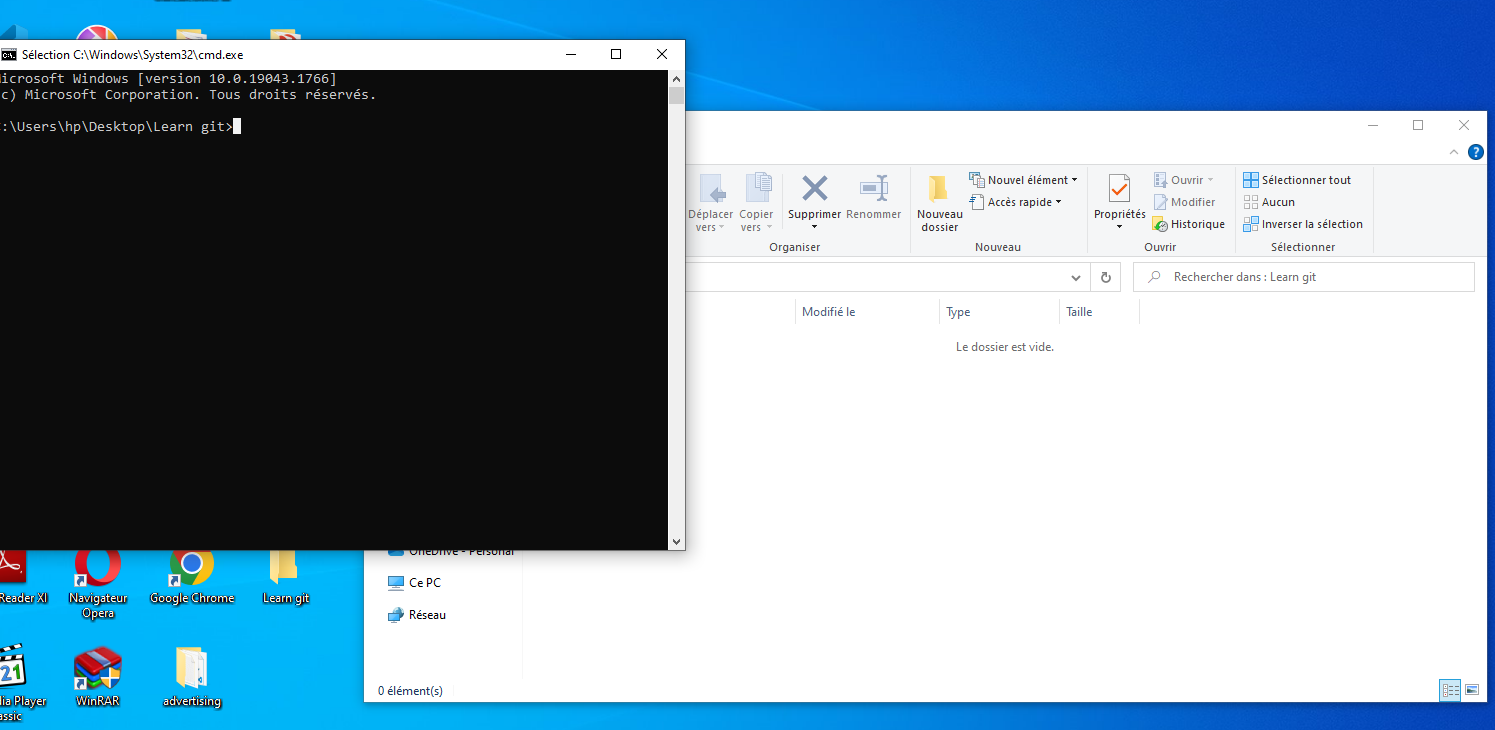 Sélection C:\Windows\System32\cmd.exe
icrosoft Windows [version 10.0.19043.1766]
c) Microsoft Corporation. Tous droits réservés.
:\Users\hp\Desktop\Learn git>
Déplacer vers
Copier vers
Supprimer
Renommer
Organiser
Nouveau dossier
Nouvel élément
Accès rapide
Nouveau
Propriétés
Ouvrir
Modifier
Historique
Ouvrir
Sélectionner tout
Aucun
Inverser la sélection
Sélectionner
Rechercher dans : Learn git
Modifié le
Type
Taille
Le dossier est vide.
OneDrive - Personal
Ce PC
Réseau
0 élément(s)
Reader XI
Navigateur
Opera
Google Chrome
Learn git
21
dia Player
assic
WinRAR
advertising